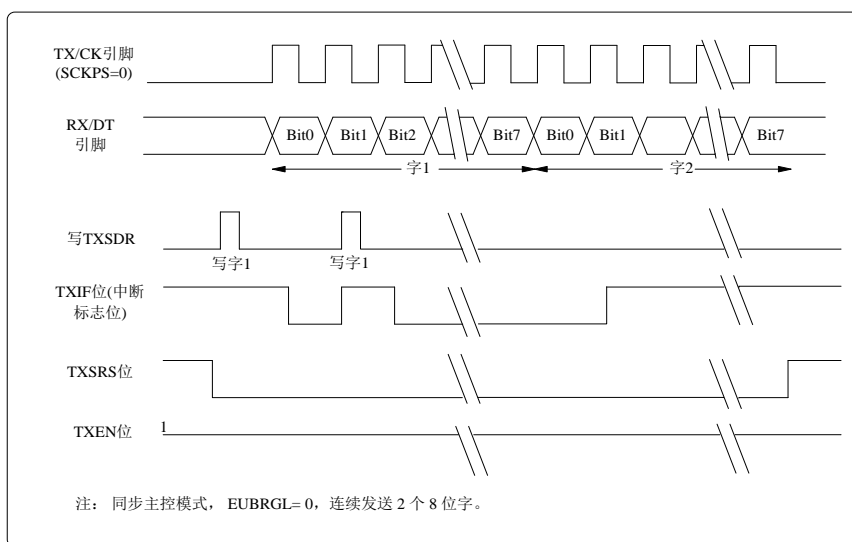 TX/CK引脚
(SCKPS=0)
RX/DT
引脚
Bit0 Bit1 Bit2 Bit7 Bit0 Bit1 Bit7
字1 字2
写TXSDR
写字1 写字1
TXIF位(中断
标志位)
TXSRS位
TXEN位 1
注： 同步主控模式， EUBRGL= 0，连续发送 2 个 8 位字。